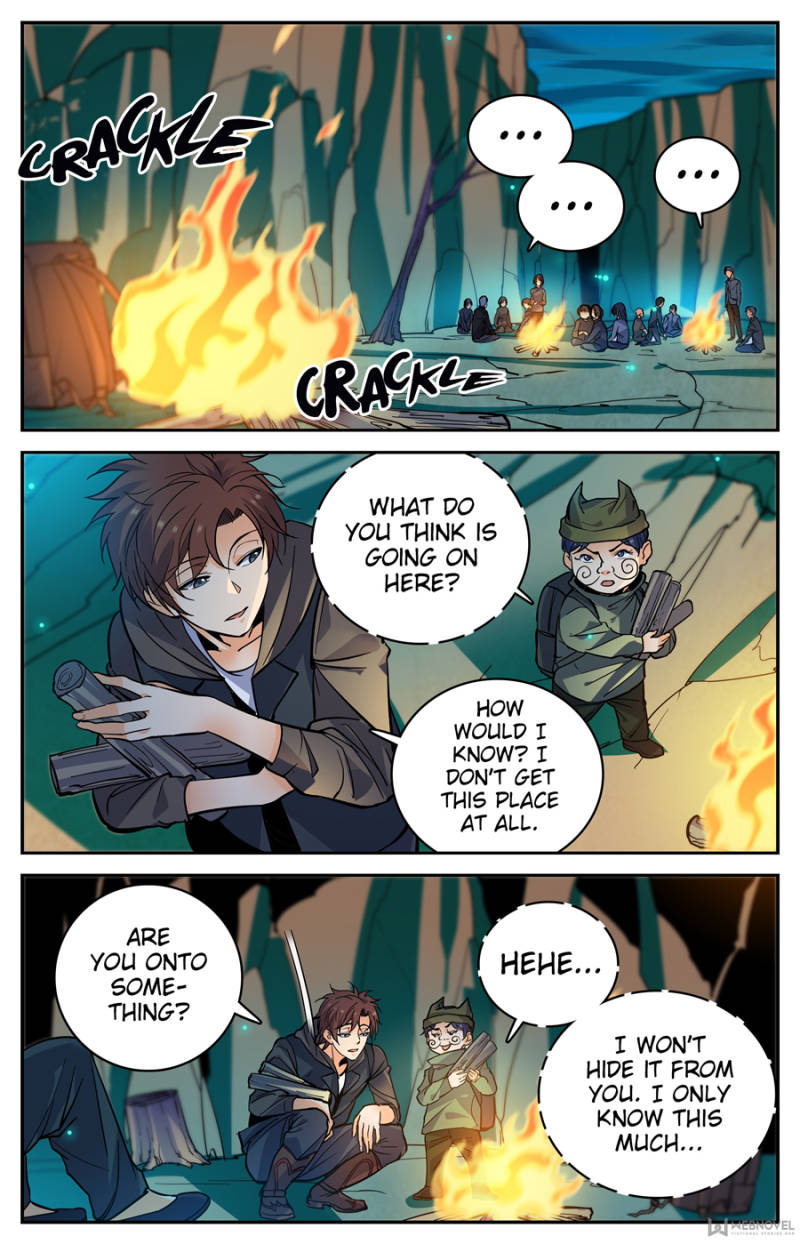 CRACKLE
...
...
...
CRACKLE
WHAT DO
YOU THINK IS
GOING ON
HERE?
HOW
WOULD I
KNOW? I
DON'T GET
THIS PLACE
AT ALL.
ARE
YOU ONTO
SOME-
THING?
HEHE...
I WON'T
HIDE IT FROM
YOU. I ONLY
KNOW THIS
MUCH...
WEBNOVEL